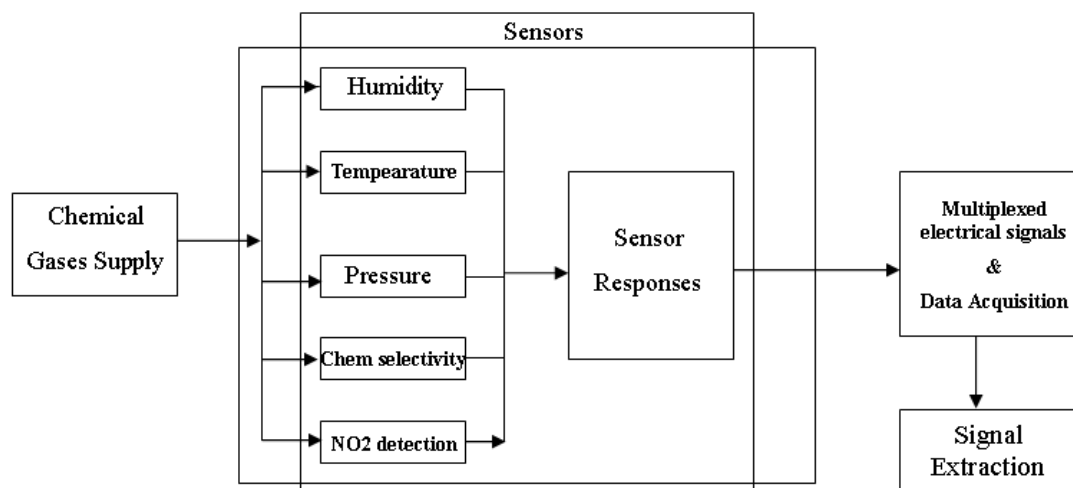 Sensors
Humidity
Tempearature
Chemical
Gases Supply
Pressure
Chem selectivity
NO2 detection
Sensor
Responses
Multiplexed
electrical signals
&
Data Acquisition
Signal
Extraction